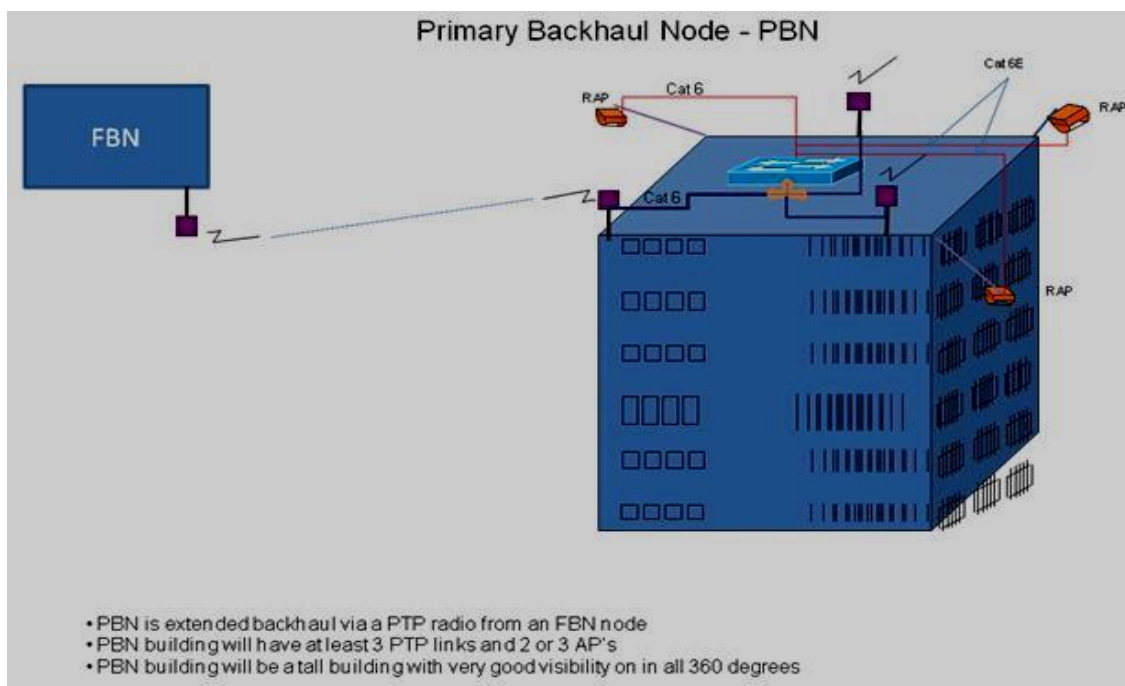 Primary Backhaul Node - PBN
Cat 6E
Cat 6
RAP
RAP
FBN
Cat 6
RAP
• PBN is extended backhaul via a PTP radio from an FBN node
• PBN building will have at least 3 PTP links and 2 or 3 AP's
• PBN building will be a tall building with very good visibility on in all 360 degrees